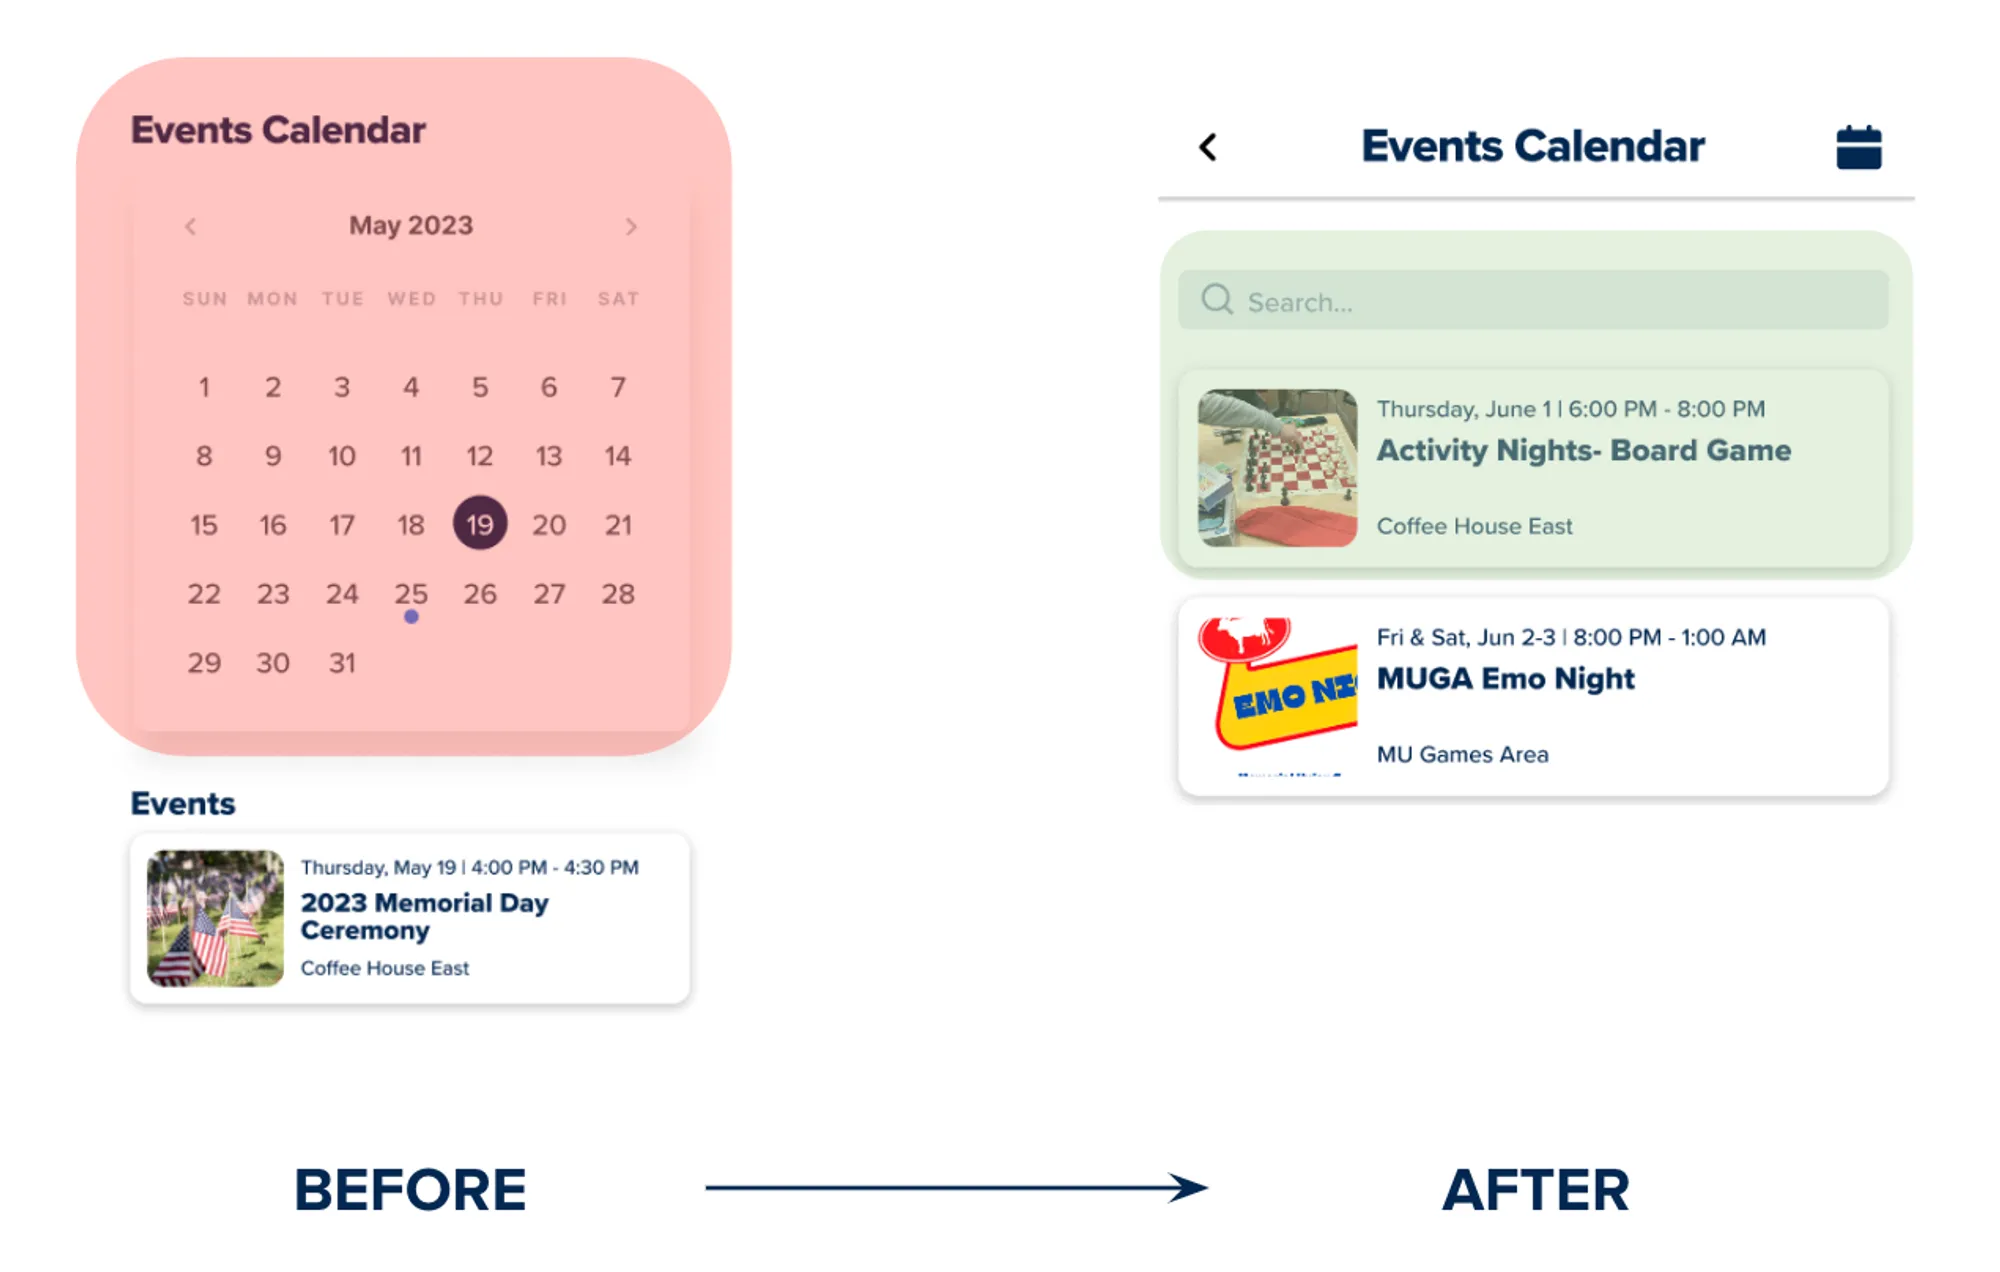 Events Calendar
May 2023
SUN MON TUE WED THU FRI SAT
1 2 3 4 5 6 7
8 9 10 11 12 13 14
15 16 17 18 19 20 21
22 23 24 25 26 27 28
29 30 31
Events
Thursday, May 19 | 4:00 PM - 4:30 PM
2023 Memorial Day
Ceremony
Coffee House East
Events Calendar
Search...
Thursday, June 1 | 6:00 PM - 8:00 PM
Activity Nights- Board Game
Coffee House East
EMO NI
Fri & Sat, Jun 2-3 | 8:00 PM - 1:00 AM
MUGA Emo Night
MU Games Area
BEFORE
AFTER